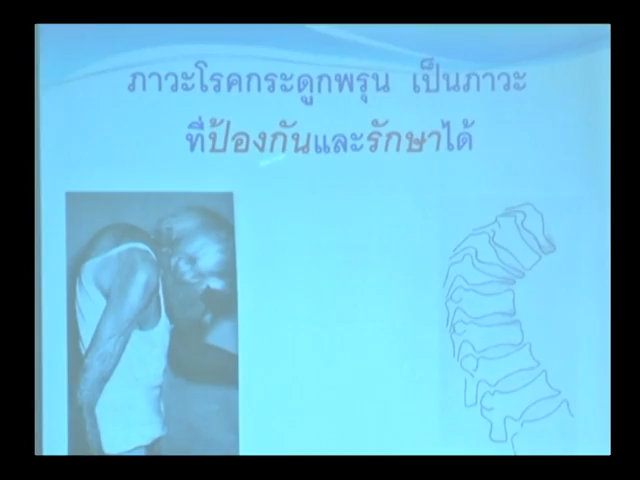 ภาวะโรคกระดูกพรุน เป็นภาวะ
ที่ป้องกันและรักษาได้